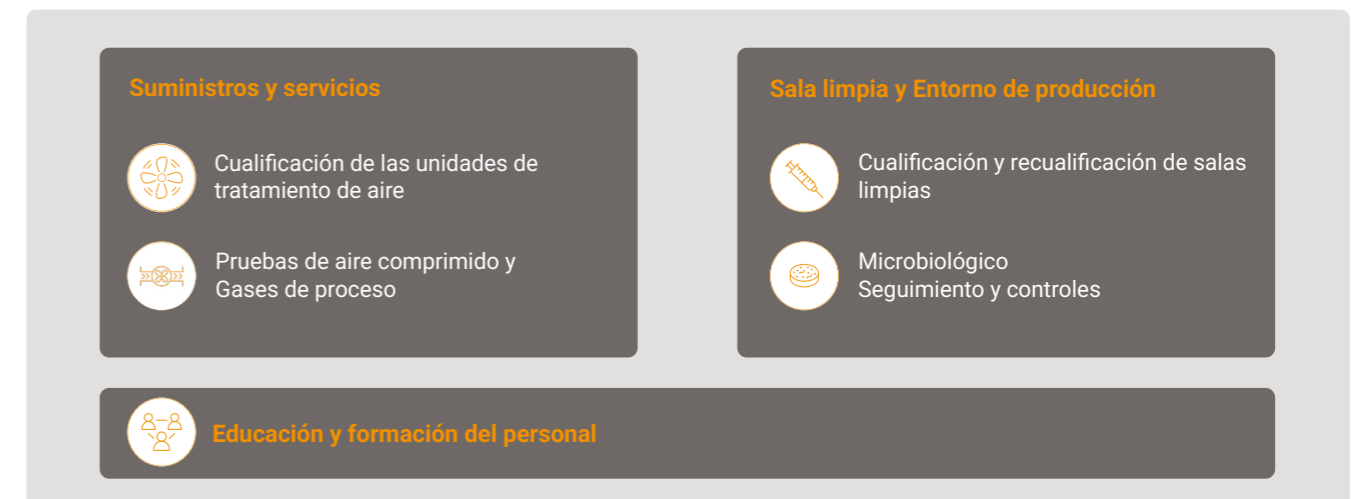 Suministros y servicios
Cualificación de las unidades de
tratamiento de aire
Pruebas de aire comprimido y
Gases de proceso
Sala limpia y Entorno de producción
Cualificación y recualificación de salas
limpias
Microbiológico
Seguimiento y controles
Educación y formación del personal